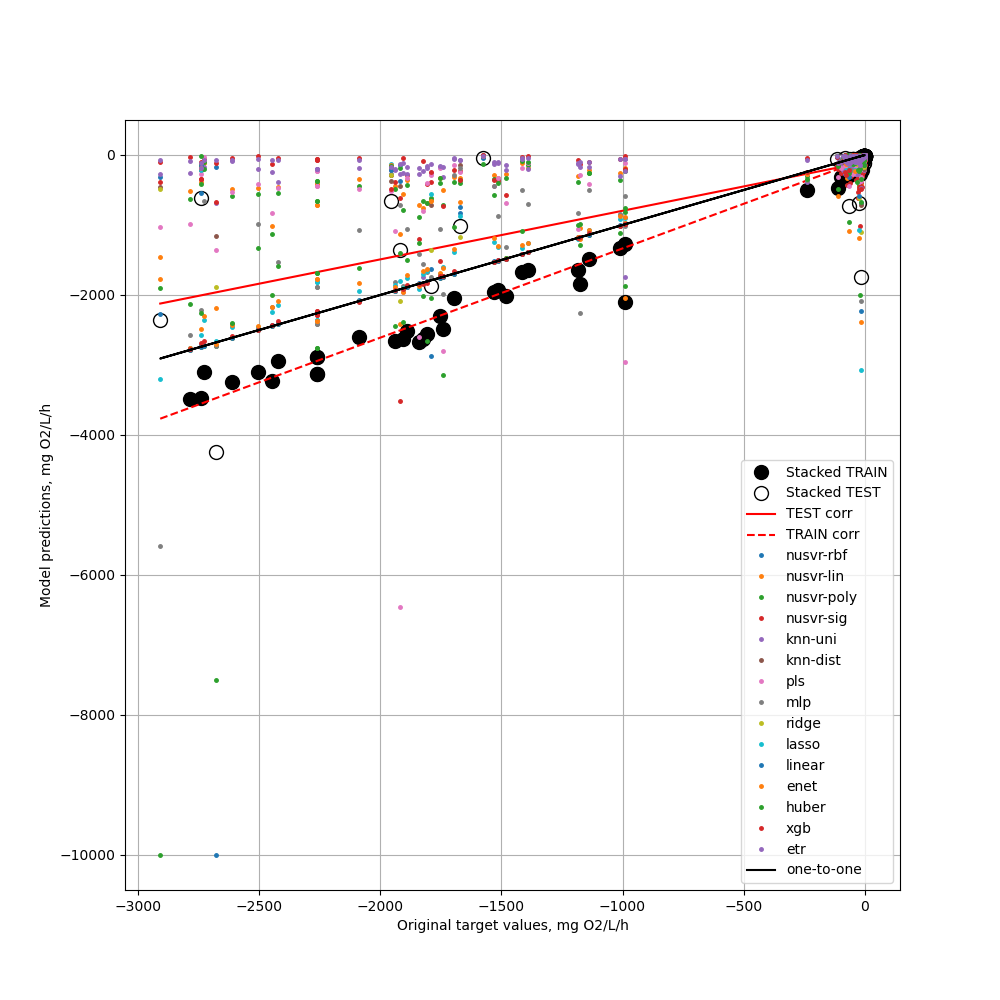 0
−2000
−4000
−6000
−8000
−10000
Model predictions, mg O2/L/h
−3000 −2500 −2000 −1500 −1000 −500 0
Original target values, mg O2/L/h
Stacked TRAIN
Stacked TEST
TEST corr
TRAIN corr
nusvr-rbf
nusvr-lin
nusvr-poly
nusvr-sig
knn-uni
knn-dist
pls
mlp
ridge
lasso
linear
enet
huber
xgb
etr
one-to-one